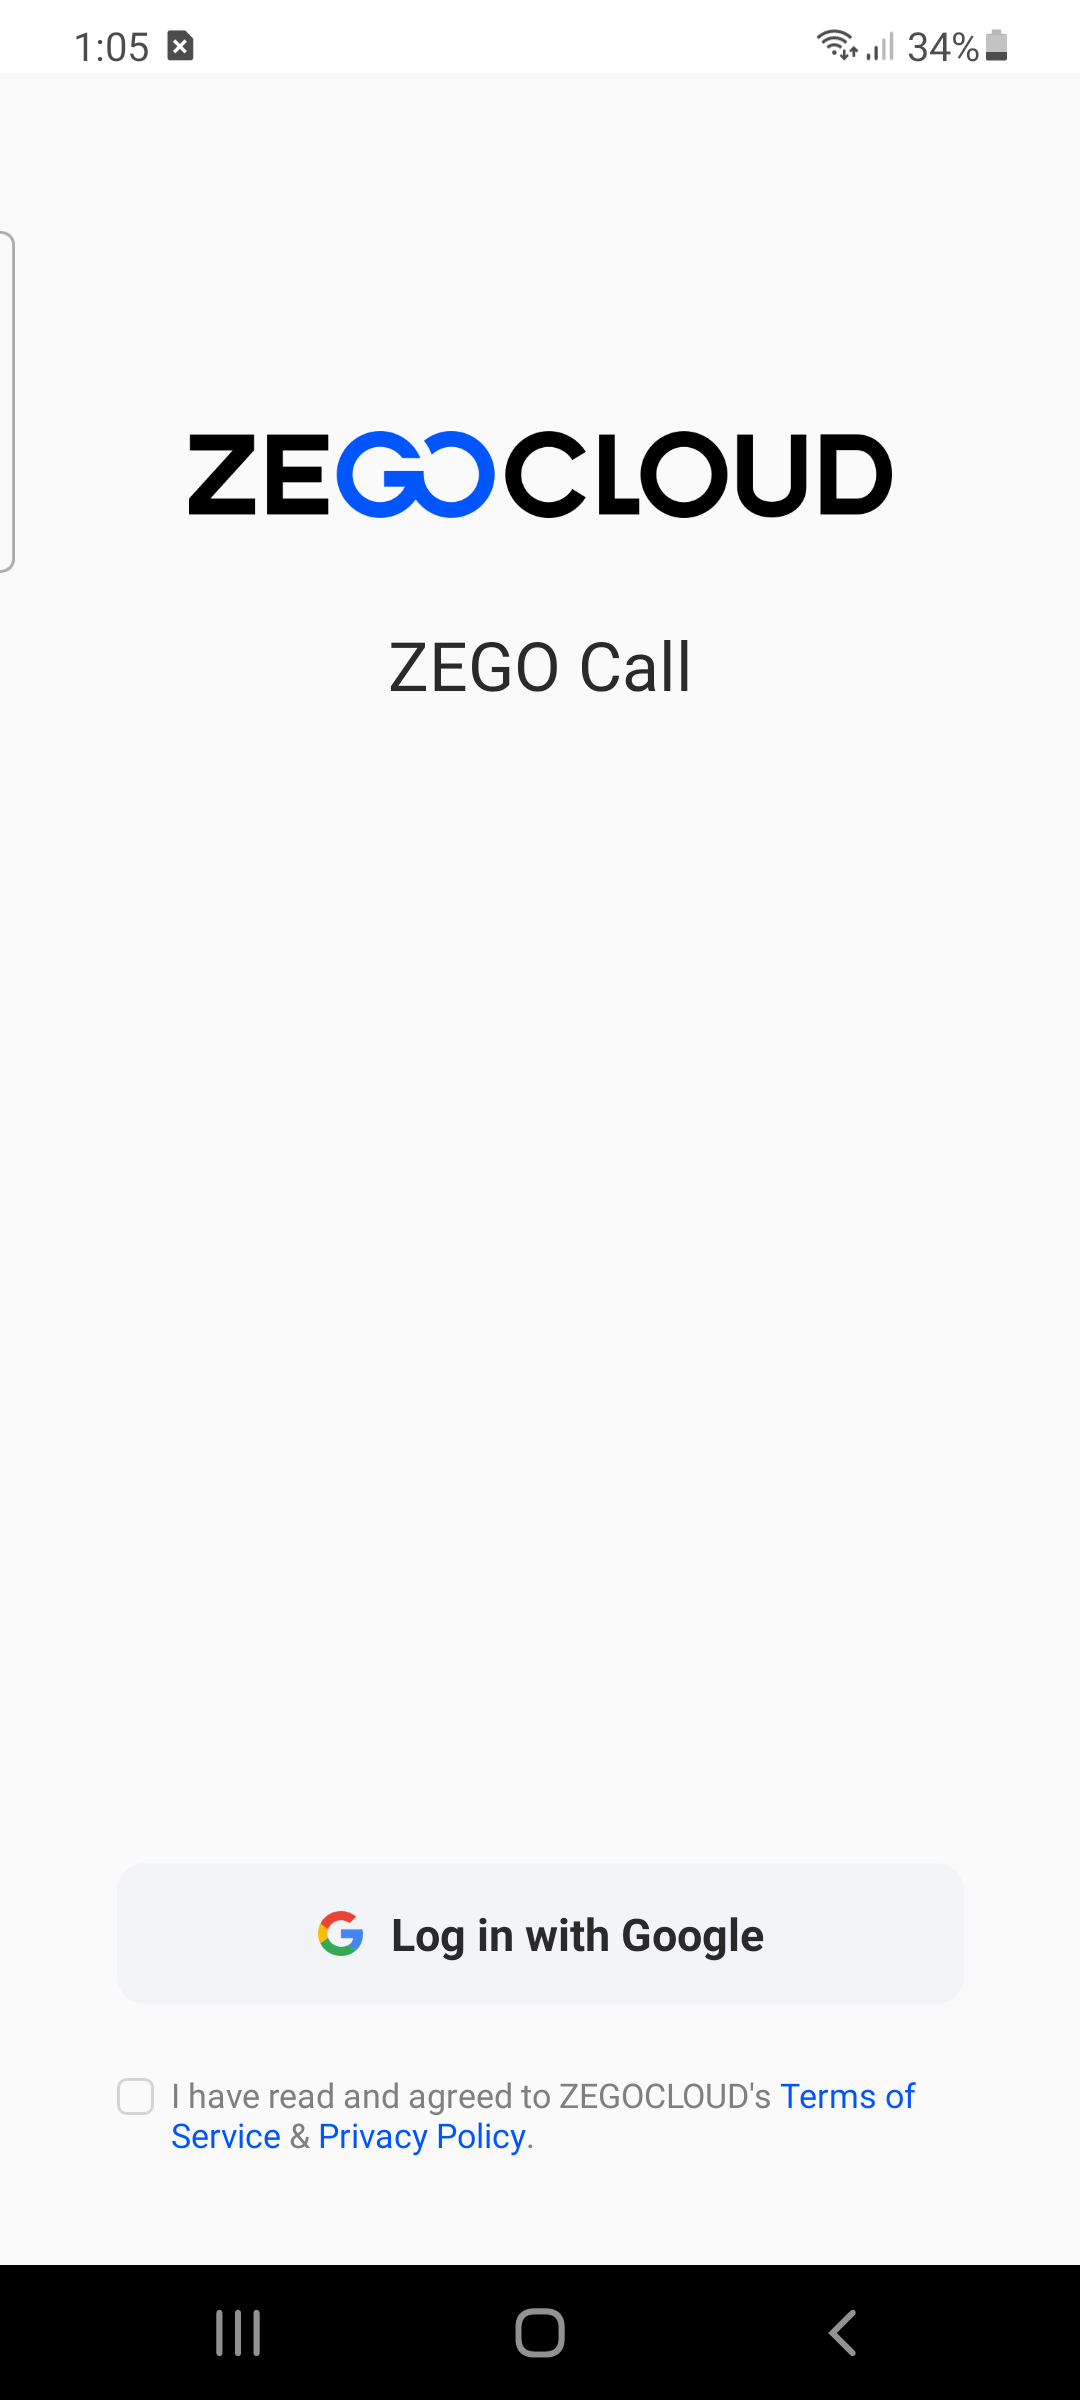 1:05
34%
ZEGOCLOUD
ZEGO Call
Log in with Google
I have read and agreed to ZEGOCLOUD's Terms of
Service & Privacy Policy.